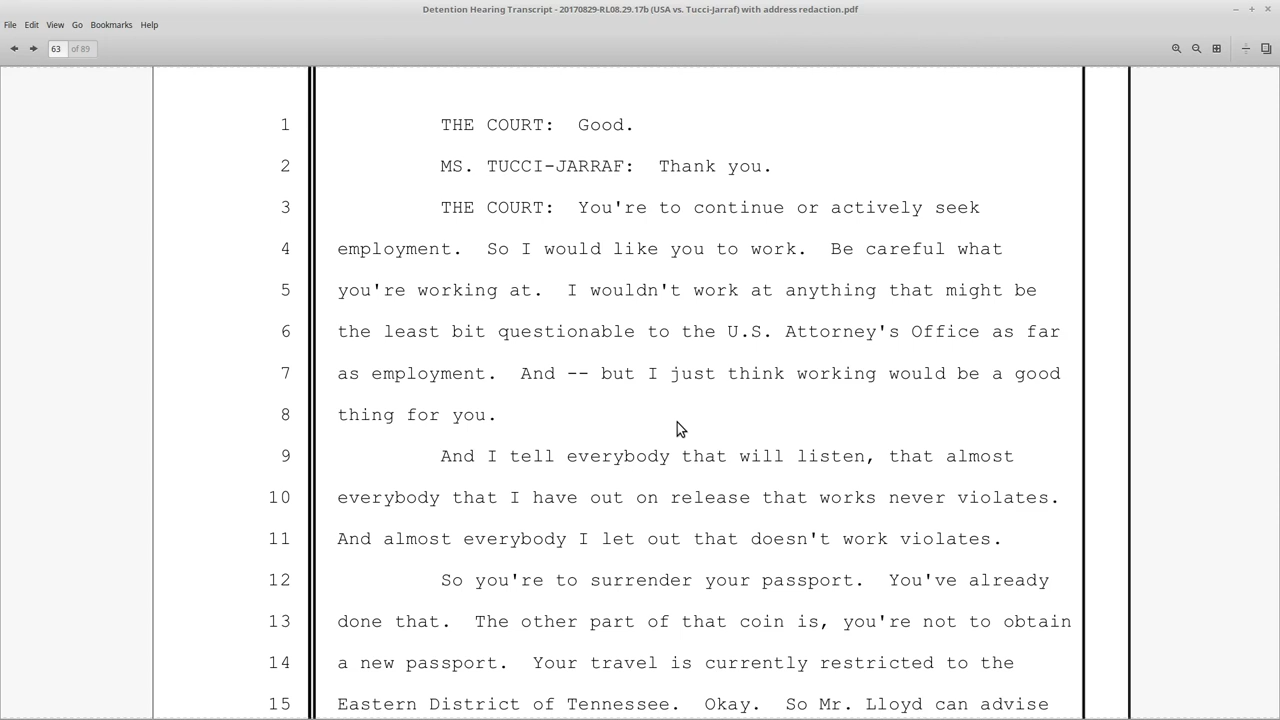 Detention Hearing Transcript - 20170829-RL08.29.17b (USA vs. Tucci-Jarraf) with address redaction.pdf
File Edit View Go Bookmarks Help
63 of 89
1 THE COURT: Good.
2 MS. TUCCI-JARRAF: Thank you.
3 THE COURT: You're to continue or actively seek
4 employment. So I would like you to work. Be careful what
5 you're working at. I wouldn't work at anything that might be
6 the least bit questionable to the U.S. Attorney's Office as far
7 as employment. And -- but I just think working would be a good
8 thing for you.
9 And I tell everybody that will listen, that almost
10 everybody that I have out on release that works never violates.
11 And almost everybody I let out that doesn't work violates.
12 So you're to surrender your passport. You've already
13 done that. The other part of that coin is, you're not to obtain
14 a new passport. Your travel is currently restricted to the
15 Eastern District of Tennessee. Okay. So Mr. Lloyd can advise